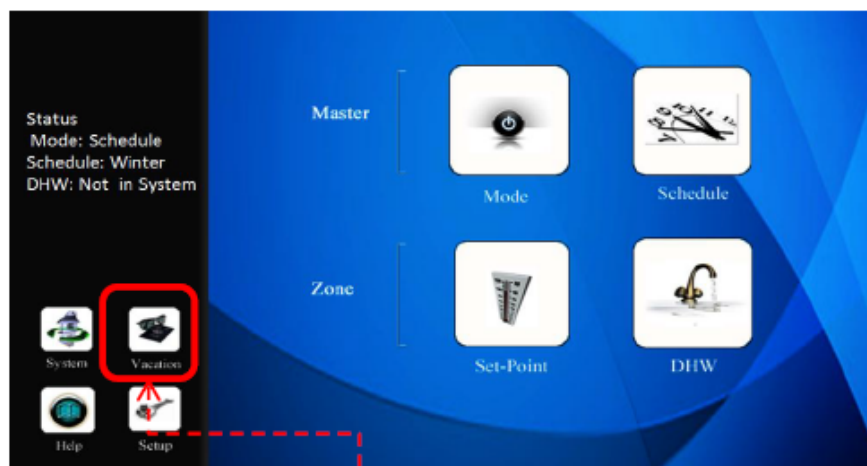 Status
Mode: Schedule
Schedule: Winter
DHW: Not in System
System
Vacation
Help
Setup
Master
Mode
Schedule
Zone
Set-Point
DHW